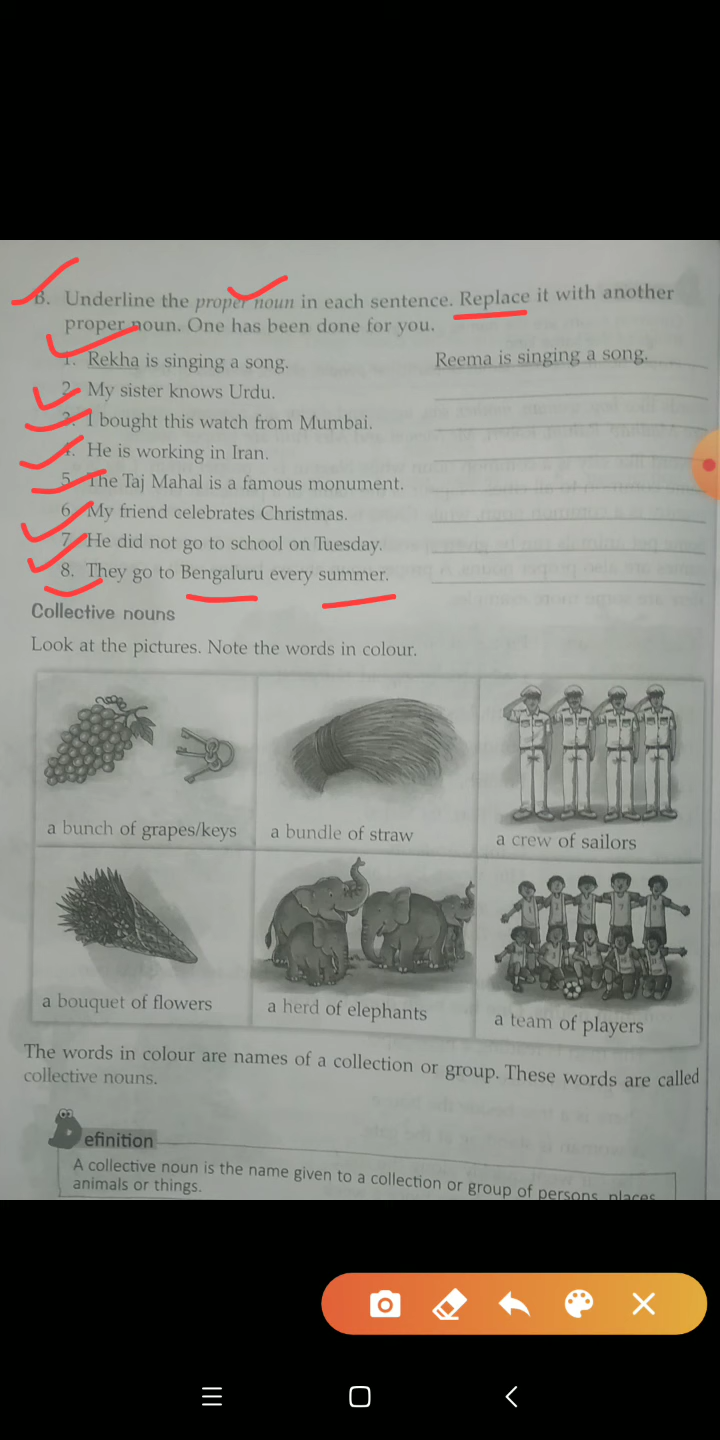 B. Underline the proper noun in each sentence. Replace it with another
proper noun. One has been done for you.
1. Rekha is singing a song. Reema is singing a song.
2. My sister knows Urdu.
3. I bought this watch from Mumbai.
4. He is working in Iran.
5. The Taj Mahal is a famous monument.
6. My friend celebrates Christmas.
7. He did not go to school on Tuesday.
8. They go to Bengaluru every summer.
Collective nouns
Look at the pictures. Note the words in colour.
a bunch of grapes/keys a bundle of straw a crew of sailors
a bouquet of flowers a herd of elephants a team of players
The words in colour are names of a collection or group. These words are called
collective nouns.
Definition
A collective noun is the name given to a collection or group of persons, places
animals or things.